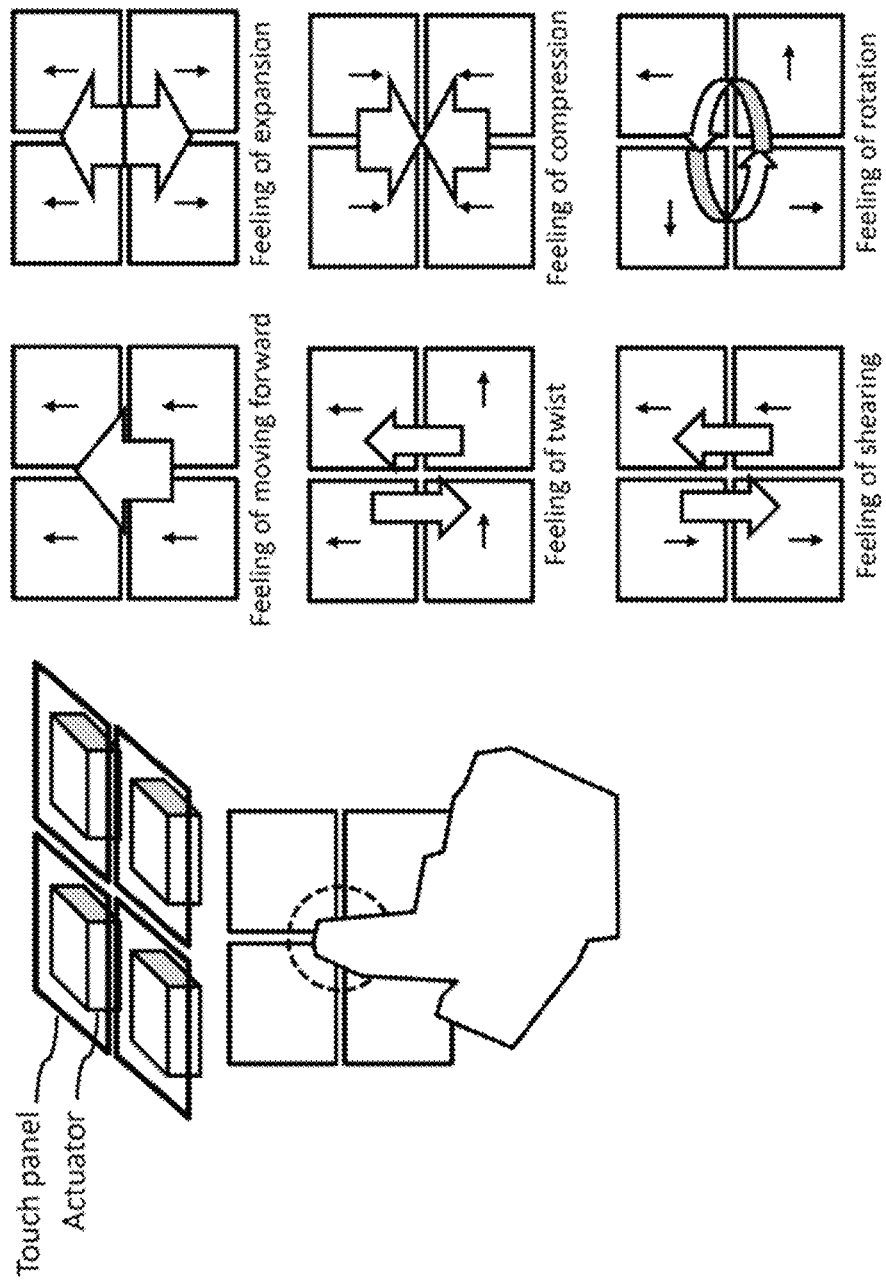 Touch panel
Actuator
Feeling of moving forward
Feeling of expansion
Feeling of twist
Feeling of compression
Feeling of shearing
Feeling of rotation